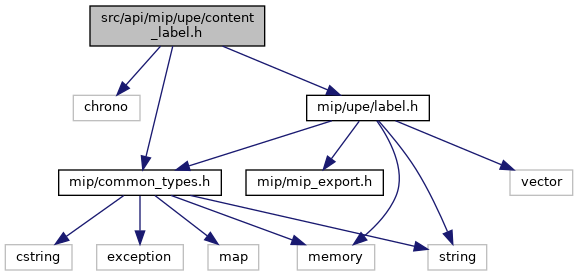 src/api/mip/upe/content
_label.h
chrono
mip/upe/label.h
mip/common_types.h
mip/mip_export.h
vector
cstring
exception
map
memory
string